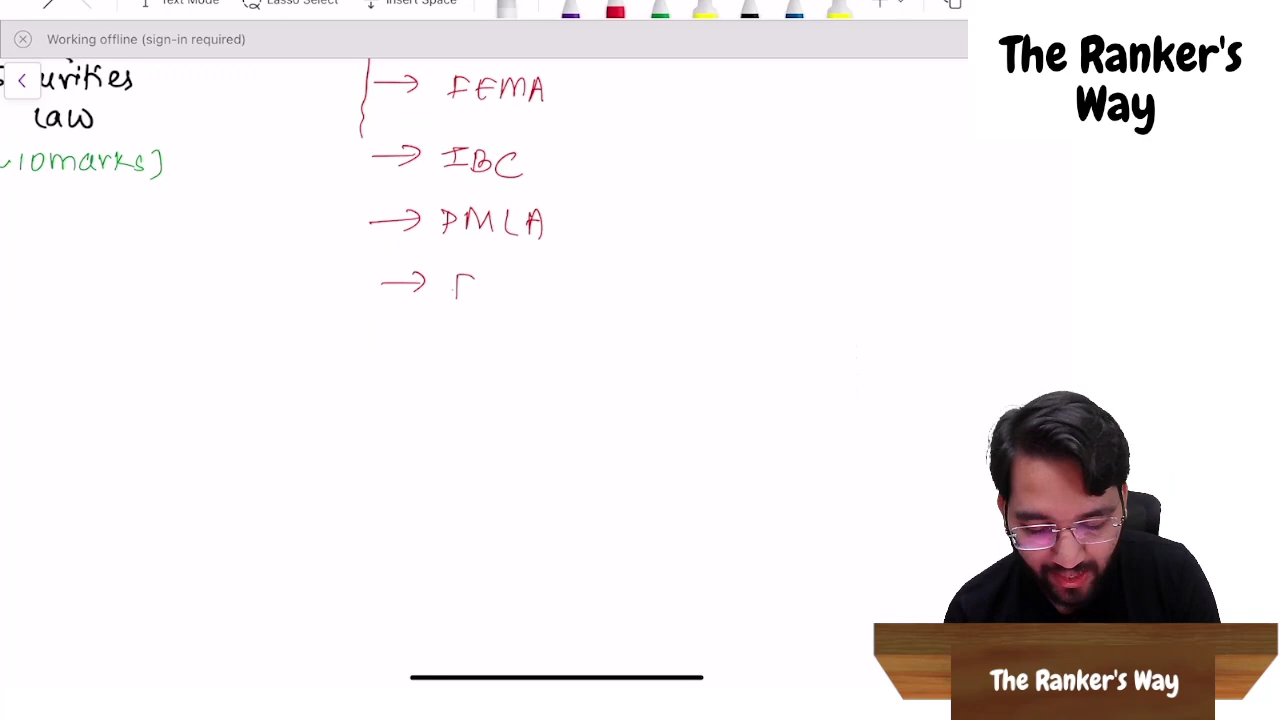 Text Mode Lasso Select Insert Space
Working offline (sign-in required)
The Ranker's
Way
urities
Law
10marks)
→ FEMA
→ IBC
→ PMLA
→
The Ranker's Way